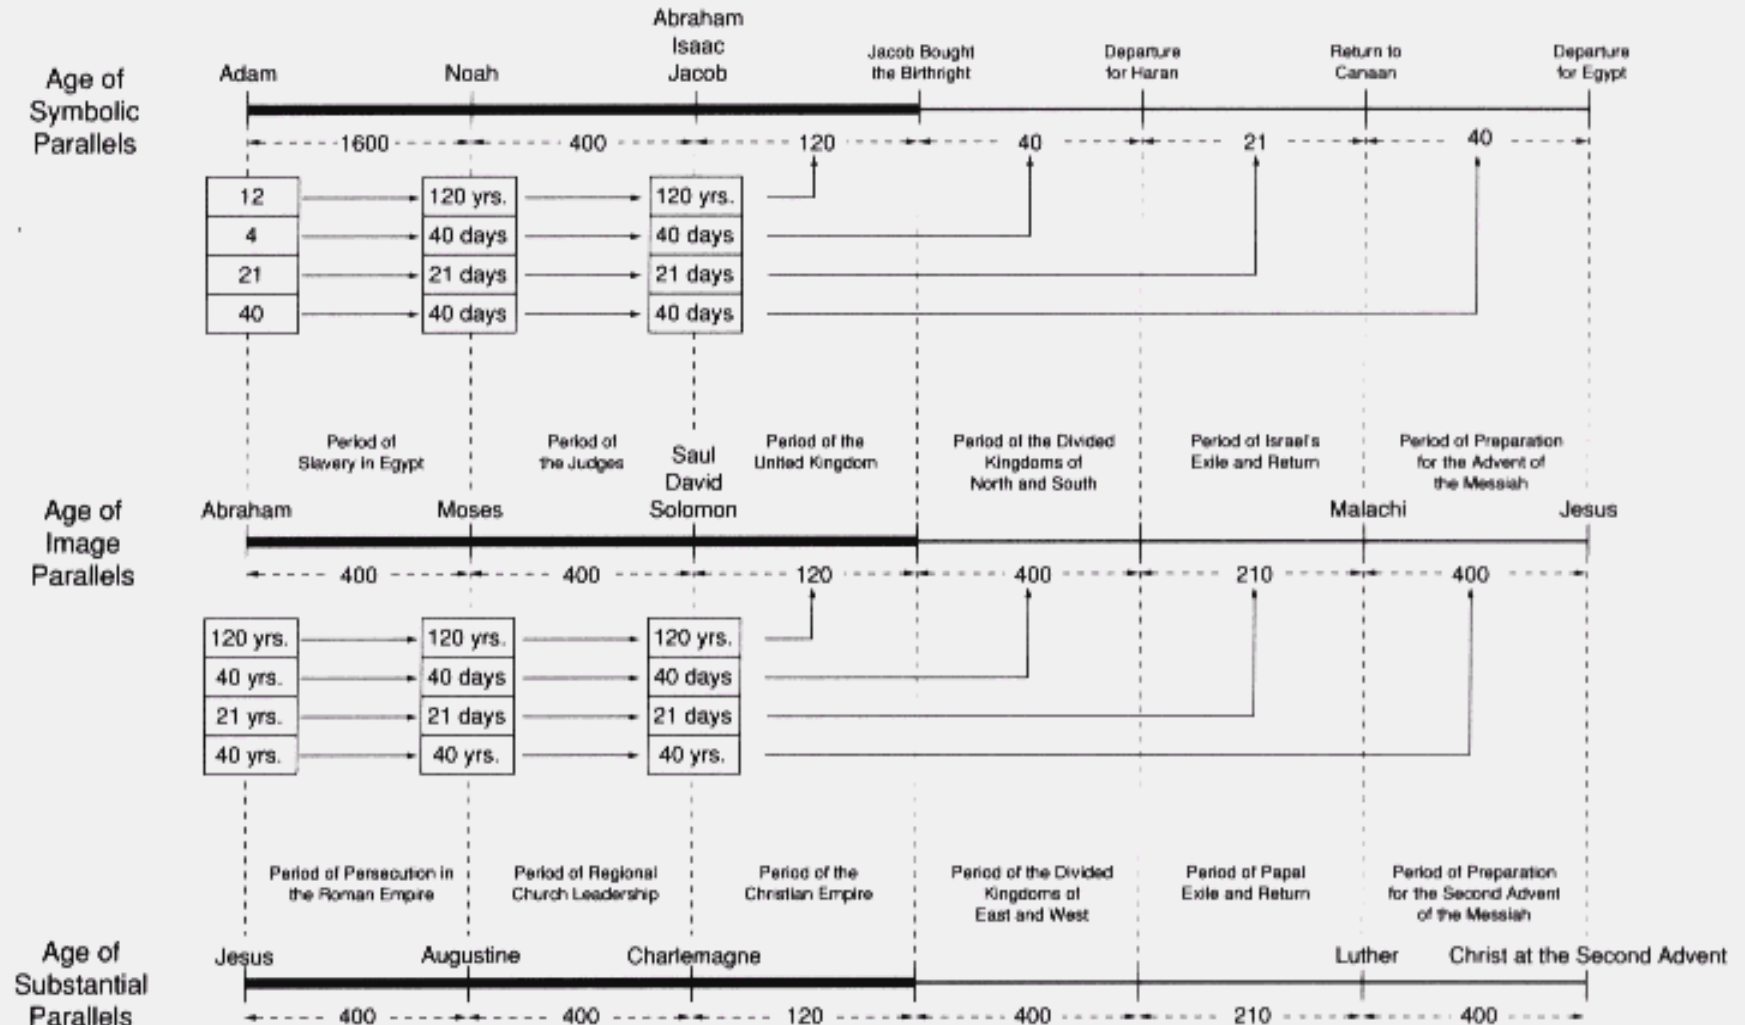 Age of
Symbolic
Parallels
Adam
Noah
Abraham
Isaac
Jacob
Jacob Bought
the Birthright
Departure
for Haran
Return to
Canaan
Departure
for Egypt
1600
400
120
40
21
40
12
120 yrs.
120 yrs.
4
40 days
40 days
21
21 days
21 days
40
40 days
40 days
Age of
Image
Parallels
Period of
Slavery in Egypt
Period of
the Judges
Period of the
United Kingdom
Period of the Divided
Kingdoms of
North and South
Period of Israel's
Exile and Return
Period of Preparation
for the Advent of
the Messiah
Abraham
Moses
Saul
David
Solomon
Malachi
Jesus
400
400
120
400
210
400
120 yrs.
120 yrs.
120 yrs.
40 yrs.
40 days
40 days
21 yrs.
21 days
21 days
40 yrs.
40 yrs.
40 yrs.
Age of
Substantial
Parallels
Period of Persecution in
the Roman Empire
Period of Regional
Church Leadership
Period of the
Christian Empire
Period of the Divided
Kingdoms of
East and West
Period of Papal
Exile and Return
Period of Preparation
for the Second Advent
of the Messiah
Jesus
Augustine
Charlemagne
Luther
Christ at the Second Advent
400
400
120
400
210
400